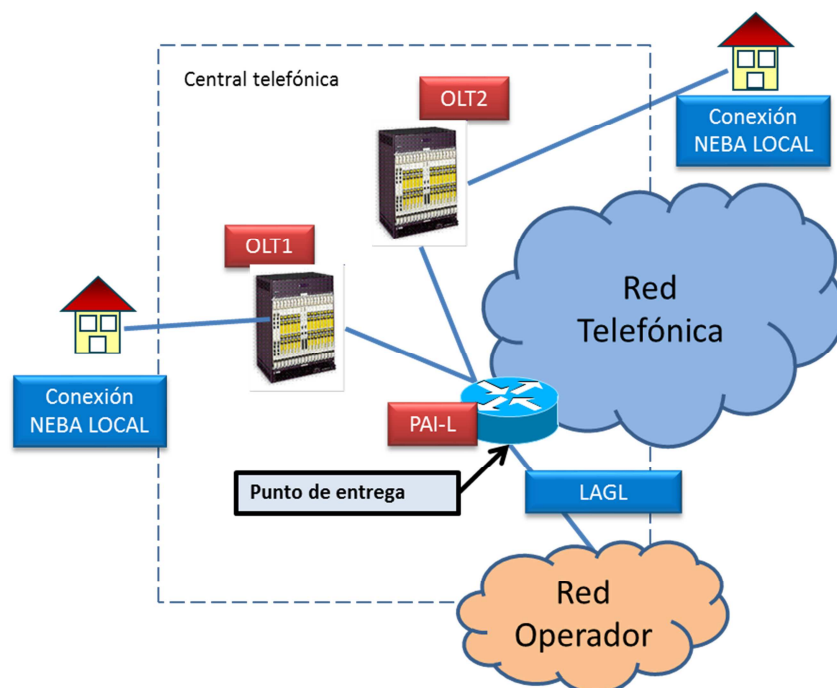 Central telefónica
OLT2
Conexión
NEBA LOCAL
OLT1
Red
Telefónica
Conexión
NEBA LOCAL
PAI-L
Punto de entrega
LAGL
Red
Operador